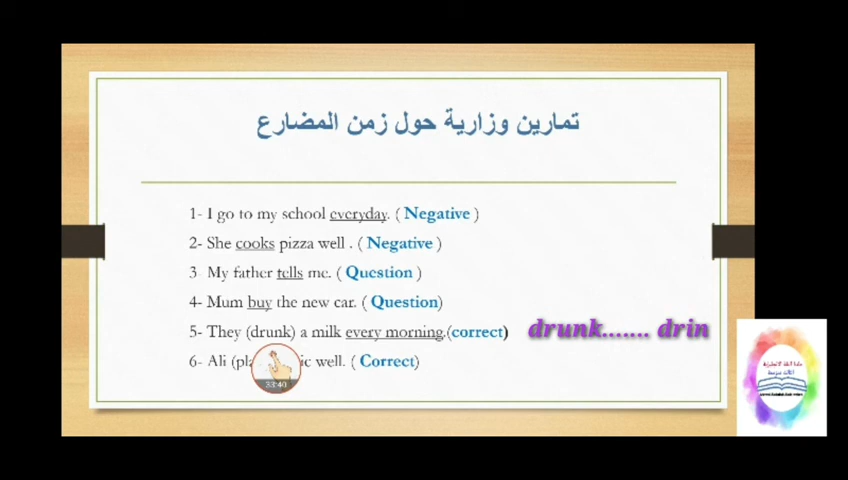 تمارين وزارية حول زمن المضارع
1- I go to my school everyday. ( Negative )
2- She cooks pizza well . ( Negative )
3 My father tells me. ( Question )
4- Mum buy the new car. ( Question)
5- They (drunk) a milk every morning.(correct)
drunk....... drin
6- Ali (pla ic well. ( Correct)
33:40